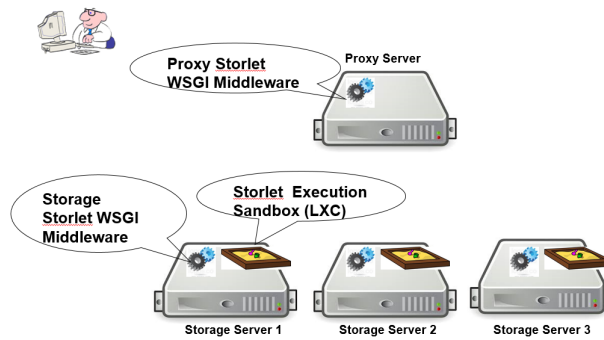 Proxy Storlet
WSGI Middleware
Proxy Server
Storlet Execution
Sandbox (LXC)
Storage
Storlet WSGI
Middleware
Storage Server 1
Storage Server 2
Storage Server 3